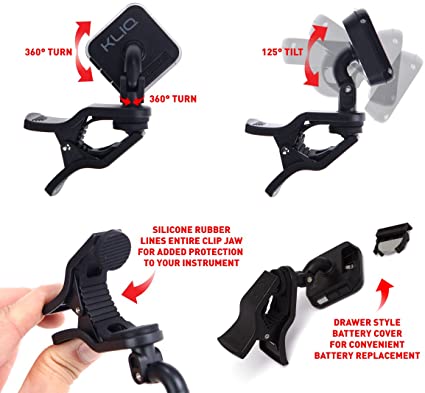 360° TURN
KLIQ
360° TURN
125° TILT
SILICONE RUBBER
LINES ENTIRE CLIP JAW
FOR ADDED PROTECTION
TO YOUR INSTRUMENT
DRAWER STYLE
BATTERY COVER
FOR CONVENIENT
BATTERY REPLACEMENT